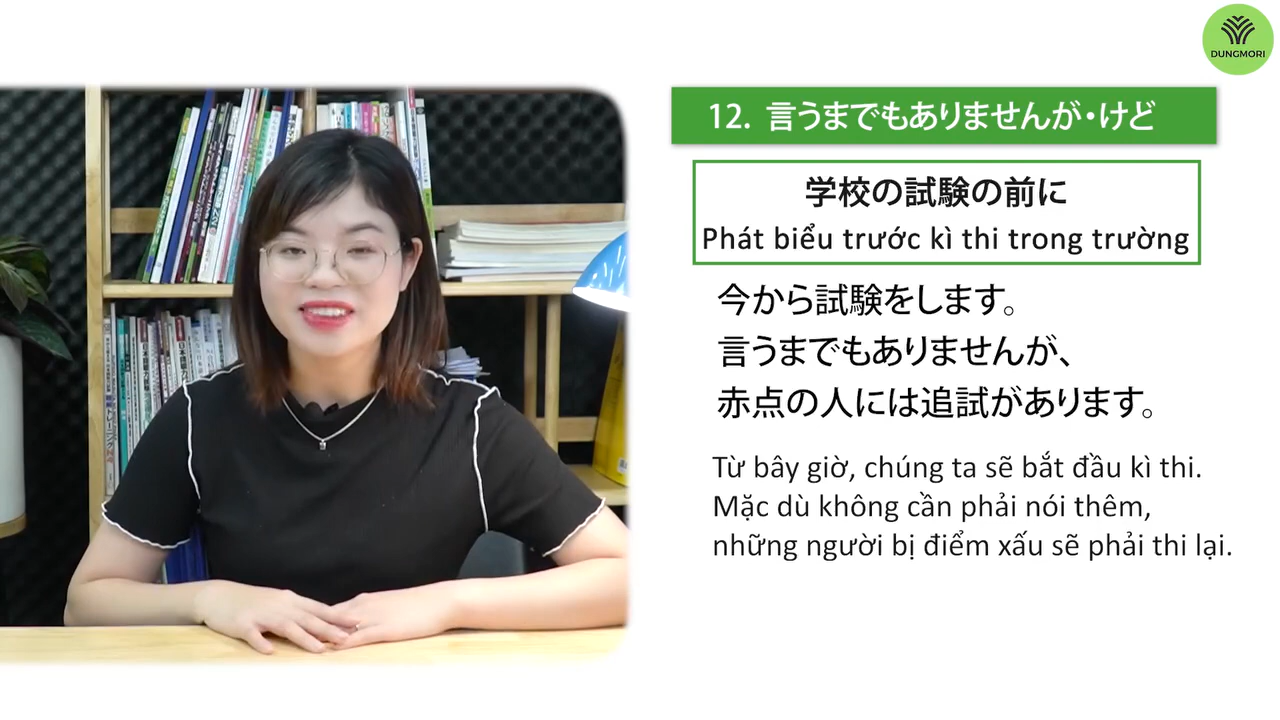 DUNGMORI
12. 言うまでもありませんが・けど
学校の試験の前に
Phát biểu trước kì thi trong trường
今から試験をします。
言うまでもありませんが、
赤点の人には追試があります。
Từ bây giờ, chúng ta sẽ bắt đầu kì thi.
Mặc dù không cần phải nói thêm,
những người bị điểm xấu sẽ phải thi lại.